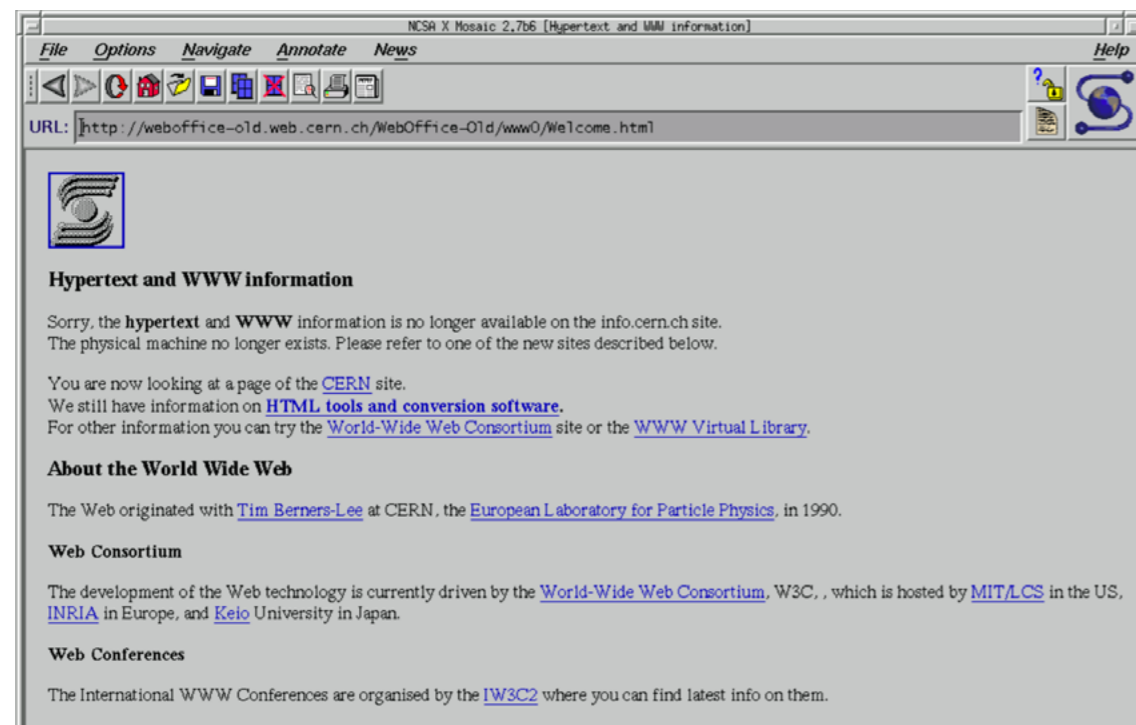 NCSA X Mosaic 2.7b6 [Hypertext and WWW information]
File Options Navigate Annotate News Help
URL: http://weboffice-old.web.cern.ch/WebOffice-Old/www0/Welcome.html
Hypertext and WWW information
Sorry, the hypertext and WWW information is no longer available on the info.cern.ch site.
The physical machine no longer exists. Please refer to one of the new sites described below.
You are now looking at a page of the CERN site.
We still have information on HTML tools and conversion software.
For other information you can try the World-Wide Web Consortium site or the WWW Virtual Library.
About the World Wide Web
The Web originated with Tim Berners-Lee at CERN, the European Laboratory for Particle Physics, in 1990.
Web Consortium
The development of the Web technology is currently driven by the World-Wide Web Consortium, W3C, , which is hosted by MIT/LCS in the US,
INRIA in Europe, and Keio University in Japan.
Web Conferences
The International WWW Conferences are organised by the IW3C2 where you can find latest info on them.